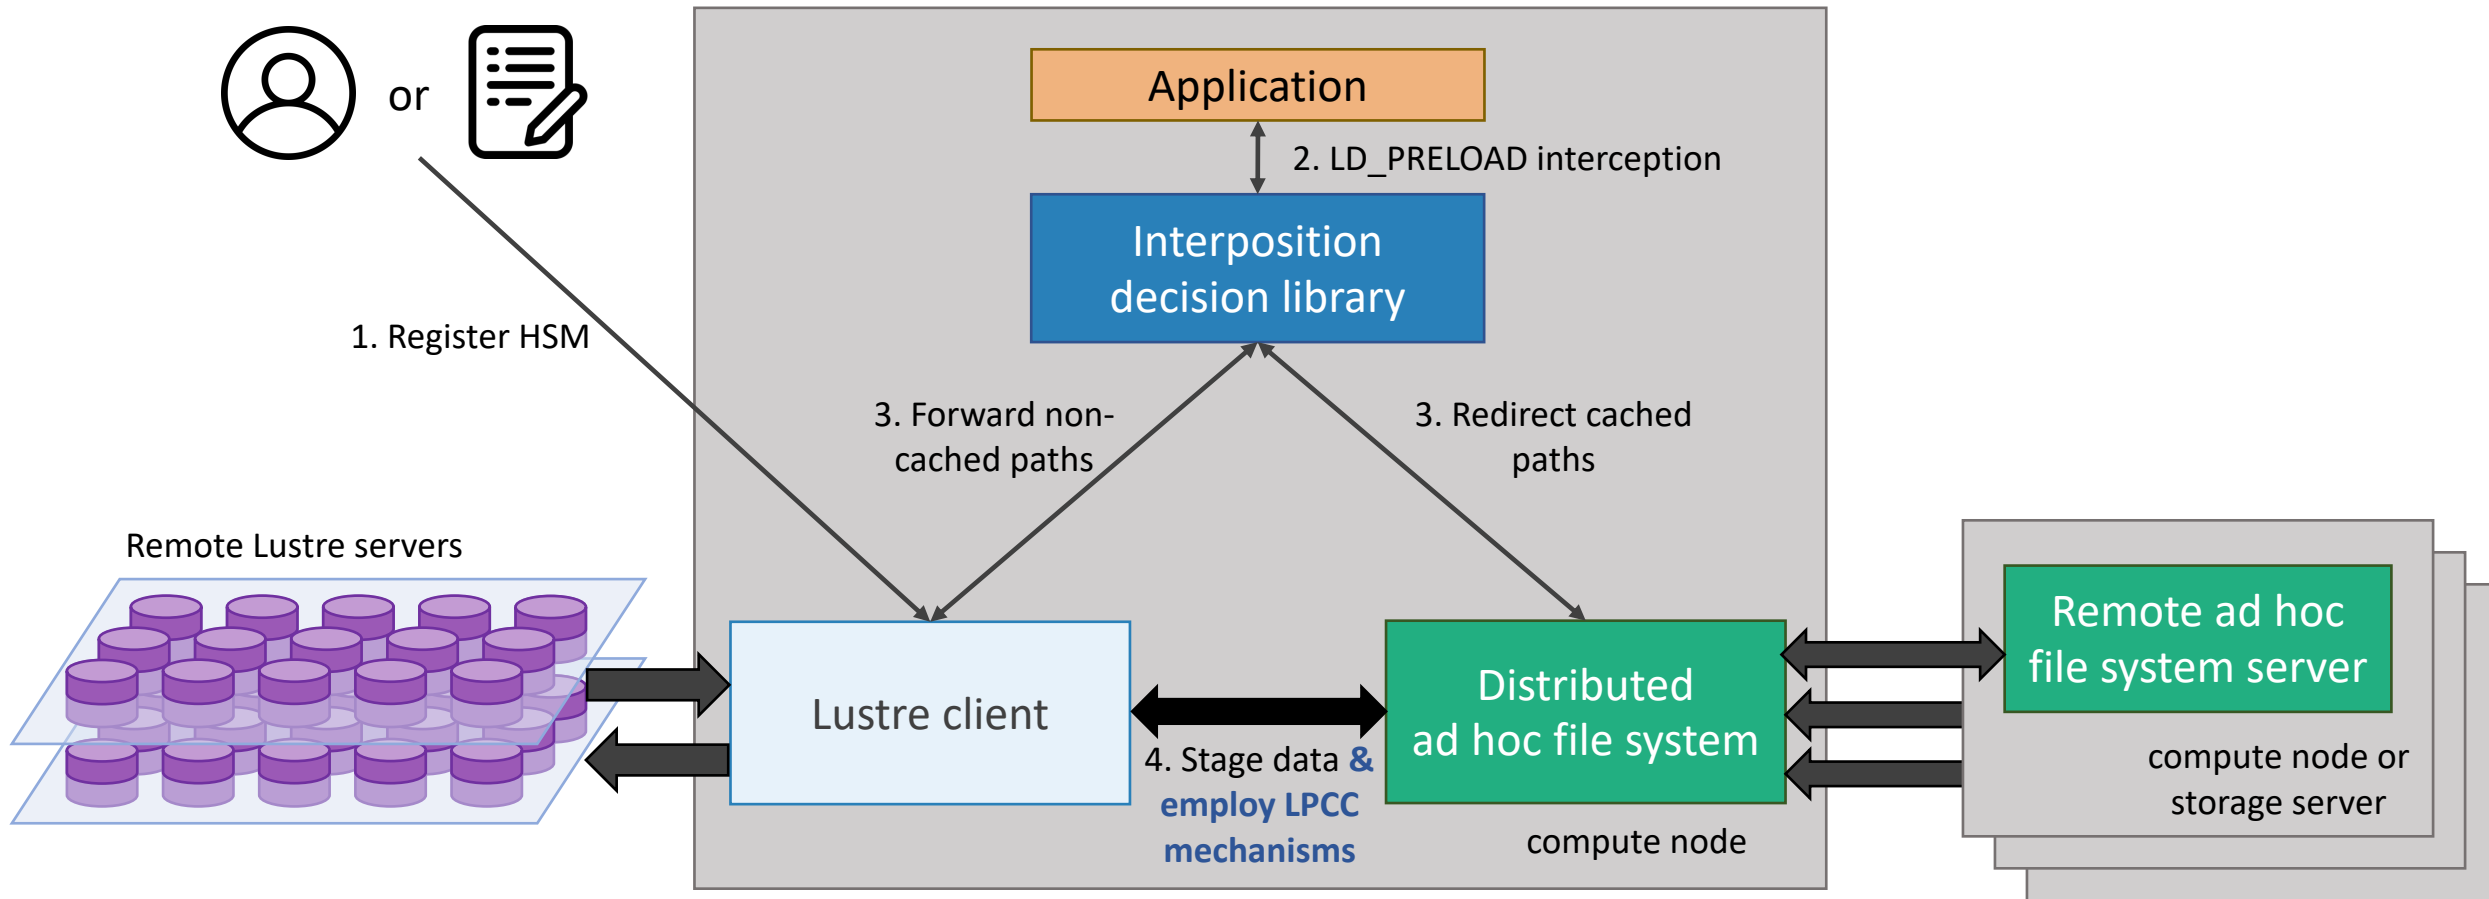 or
Application
2. LD_PRELOAD interception
Interposition
decision library
1. Register HSM
3. Forward non-
cached paths
3. Redirect cached
paths
Remote Lustre servers
Lustre client
4. Stage data &
employ LPCC
mechanisms
Distributed
ad hoc file system
compute node
Remote ad hoc
file system server
compute node or
storage server